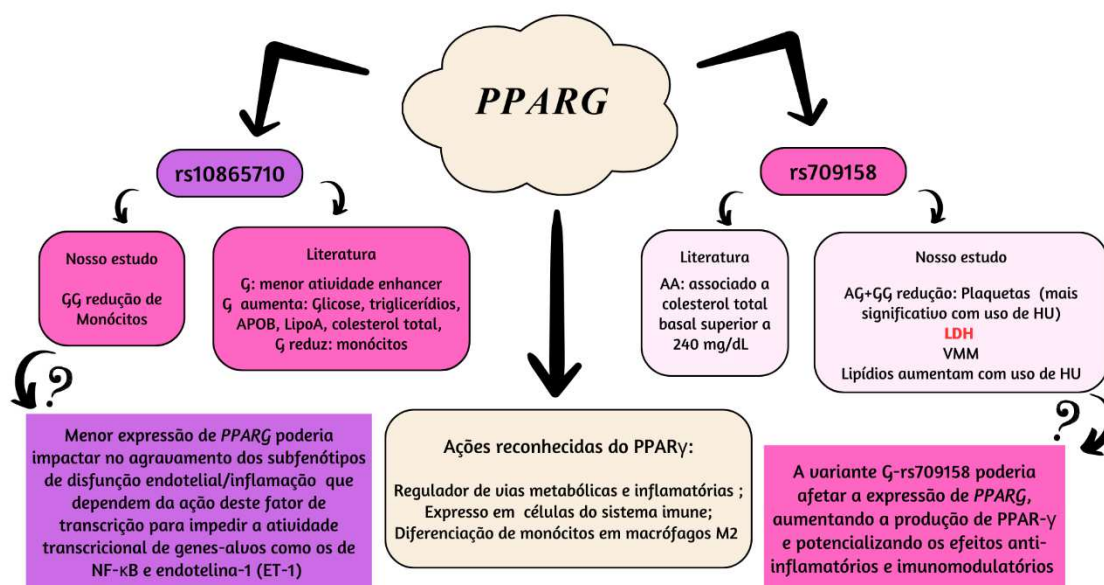 PPARG
rs10865710
rs709158
Nosso estudo
GG redução de
Monócitos
Literatura
G: menor atividade enhancer
G aumenta: Glicose, triglicerídios,
APOB, LipoA, colesterol total,
G reduz: monócitos
Literatura
AA: associado a
colesterol total
basal superior a
240 mg/dL
Nosso estudo
AG+GG redução: Plaquetas (mais
significativo com uso de HU)
LDH
VMM
Lipídios aumentam com uso de HU
?
Menor expressão de PPARG poderia
impactar no agravamento dos subfenótipos
de disfunção endotelial/inflamação que
dependem da ação deste fator de
transcrição para impedir a atividade
transcricional de genes-alvos como os de
NF-κB e endotelina-1 (ET-1)
Ações reconhecidas do PPARγ:
Regulador de vias metabólicas e inflamatórias ;
Expresso em células do sistema imune;
Diferenciação de monócitos em macrófagos M2
?
A variante G-rs709158 poderia
afetar a expressão de PPARG,
aumentando a produção de PPAR-γ
e potencializando os efeitos anti-
inflamatórios e imunomodulatórios